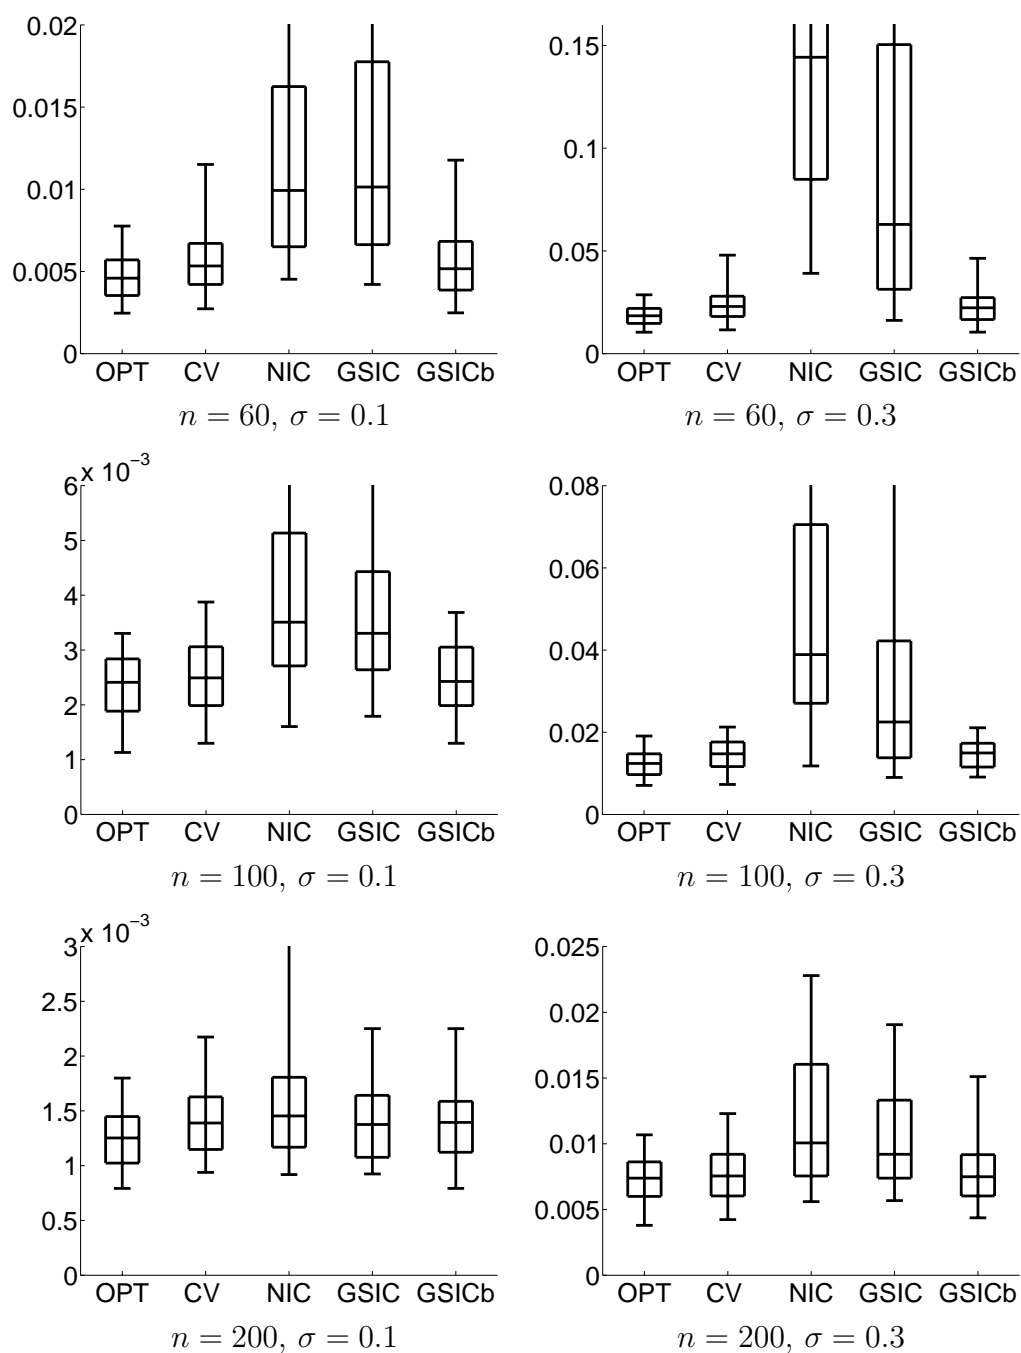 0.02
0.015
0.01
0.005
0
OPT CV NIC GSIC GSICb
n = 60, σ = 0.1
0.15
0.1
0.05
0
OPT CV NIC GSIC GSICb
n = 60, σ = 0.3
x 10⁻³
6
5
4
3
2
1
0
OPT CV NIC GSIC GSICb
n = 100, σ = 0.1
0.08
0.06
0.04
0.02
0
OPT CV NIC GSIC GSICb
n = 100, σ = 0.3
x 10⁻³
3
2.5
2
1.5
1
0.5
0
OPT CV NIC GSIC GSICb
n = 200, σ = 0.1
0.025
0.02
0.015
0.01
0.005
0
OPT CV NIC GSIC GSICb
n = 200, σ = 0.3